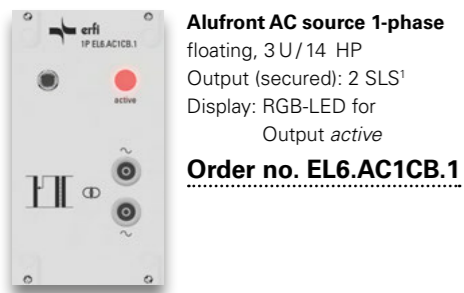 erfi
1P EL6.AC1CB.1
active
~
~
Alufront AC source 1-phase
floating, 3 U / 14 HP
Output (secured): 2 SLS¹
Display: RGB-LED for
Output active
Order no. EL6.AC1CB.1